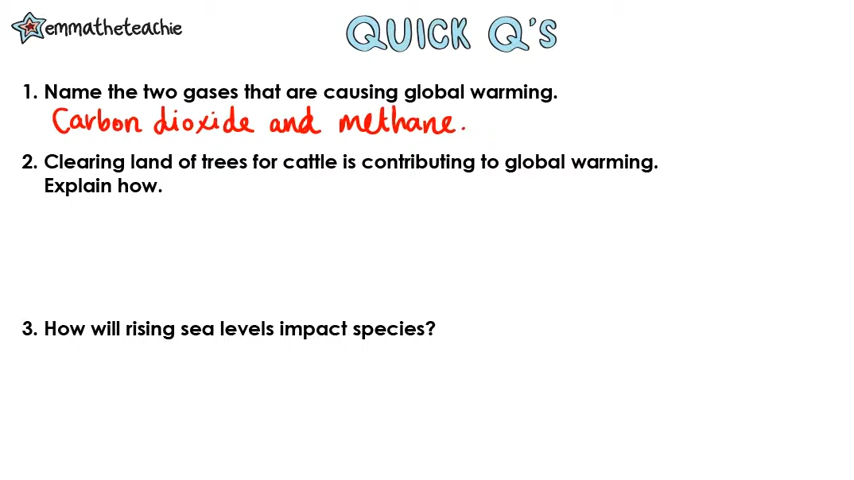 emmatheteachie
QUICK Q'S
1. Name the two gases that are causing global warming.
Carbon dioxide and methane.
2. Clearing land of trees for cattle is contributing to global warming.
Explain how.
3. How will rising sea levels impact species?